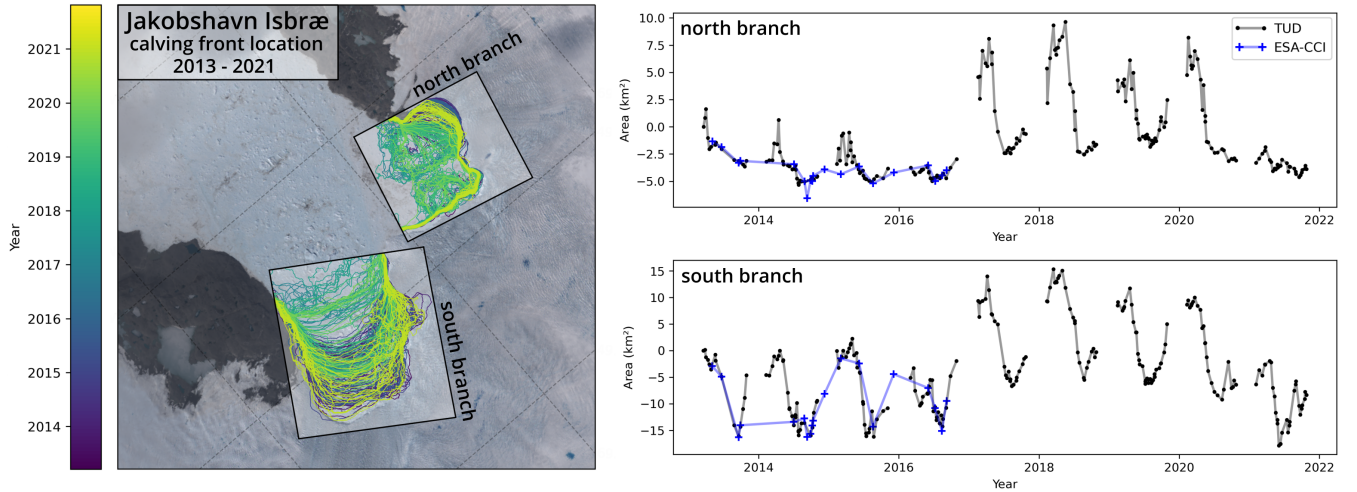 Jakobshavn Isbræ
calving front location
2013 - 2021
north branch
south branch
Year
2021
2020
2019
2018
2017
2016
2015
2014
north branch
TUD
ESA-CCI
Area (km²)
10.0
7.5
5.0
2.5
0.0
−2.5
−5.0
2014
2016
2018
2020
2022
Year
south branch
Area (km²)
15
10
5
0
−5
−10
−15
2014
2016
2018
2020
2022
Year